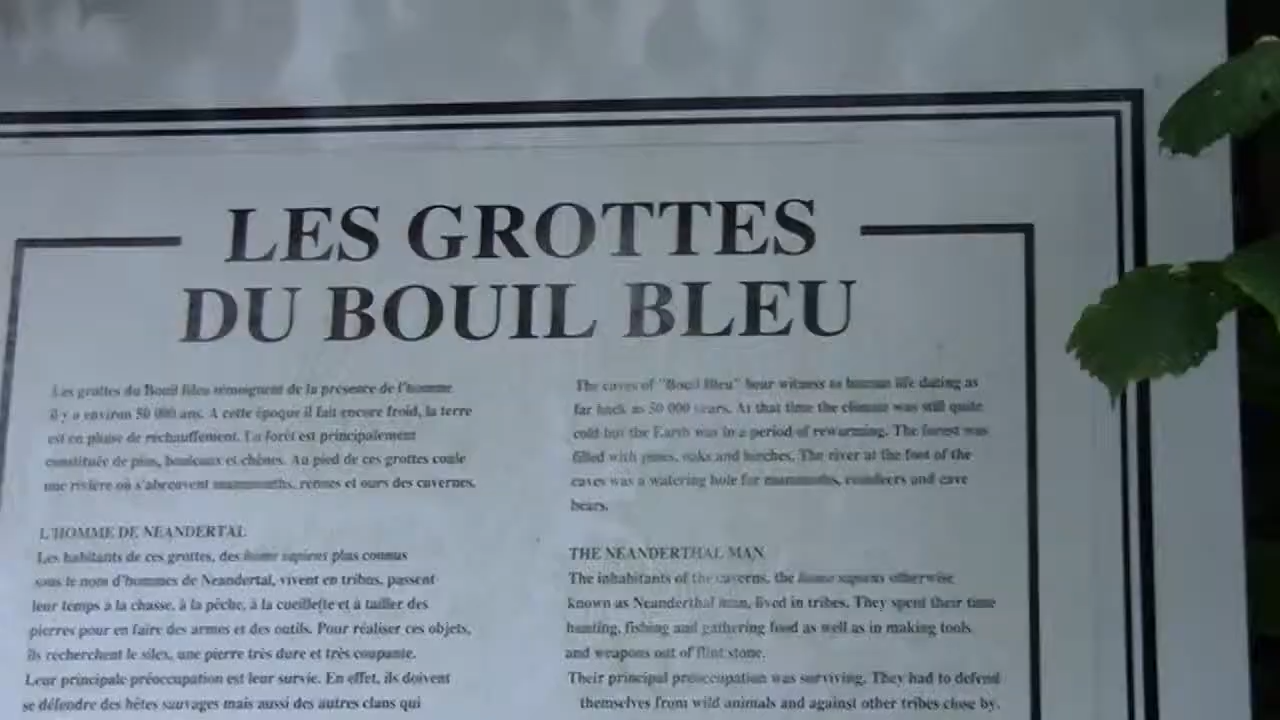 LES GROTTES
DU BOUIL BLEU
Les grottes du Bouil Bleu témoignent de la présence de l'homme
il y a environ 50 000 ans. A cette époque il fait encore froid, la terre
est en phase de réchauffement. La forêt est principalement
constituée de pins, bouleaux et chênes. Au pied de ces grottes coule
une rivière où s'abreuvent mammouths, rennes et ours des cavernes.
L'HOMME DE NEANDERTAL
Les habitants de ces grottes, des homo sapiens plus connus
sous le nom d'hommes de Neandertal, vivent en tribus, passent
leur temps à la chasse, à la pêche, à la cueillette et à tailler des
pierres pour en faire des armes et des outils. Pour réaliser ces objets,
ils recherchent le silex, une pierre très dure et très coupante.
Leur principale préoccupation est leur survie. En effet, ils doivent
se défendre des bêtes sauvages mais aussi des autres clans qui
The caves of "Bouil Bleu" bear witness to human life dating as
far back as 50 000 years. At that time the climate was still quite
cold but the Earth was in a period of rewarming. The forest was
filled with pines, oaks and birches. The river at the foot of the
caves was a watering hole for mammoths, reindeers and cave
bears.
THE NEANDERTHAL MAN
The inhabitants of the caverns, the homo sapiens otherwise
known as Neanderthal man, lived in tribes. They spent their time
hunting, fishing and gathering food as well as in making tools
and weapons out of flint stone.
Their principal preoccupation was surviving. They had to defend
themselves from wild animals and against other tribes close by.